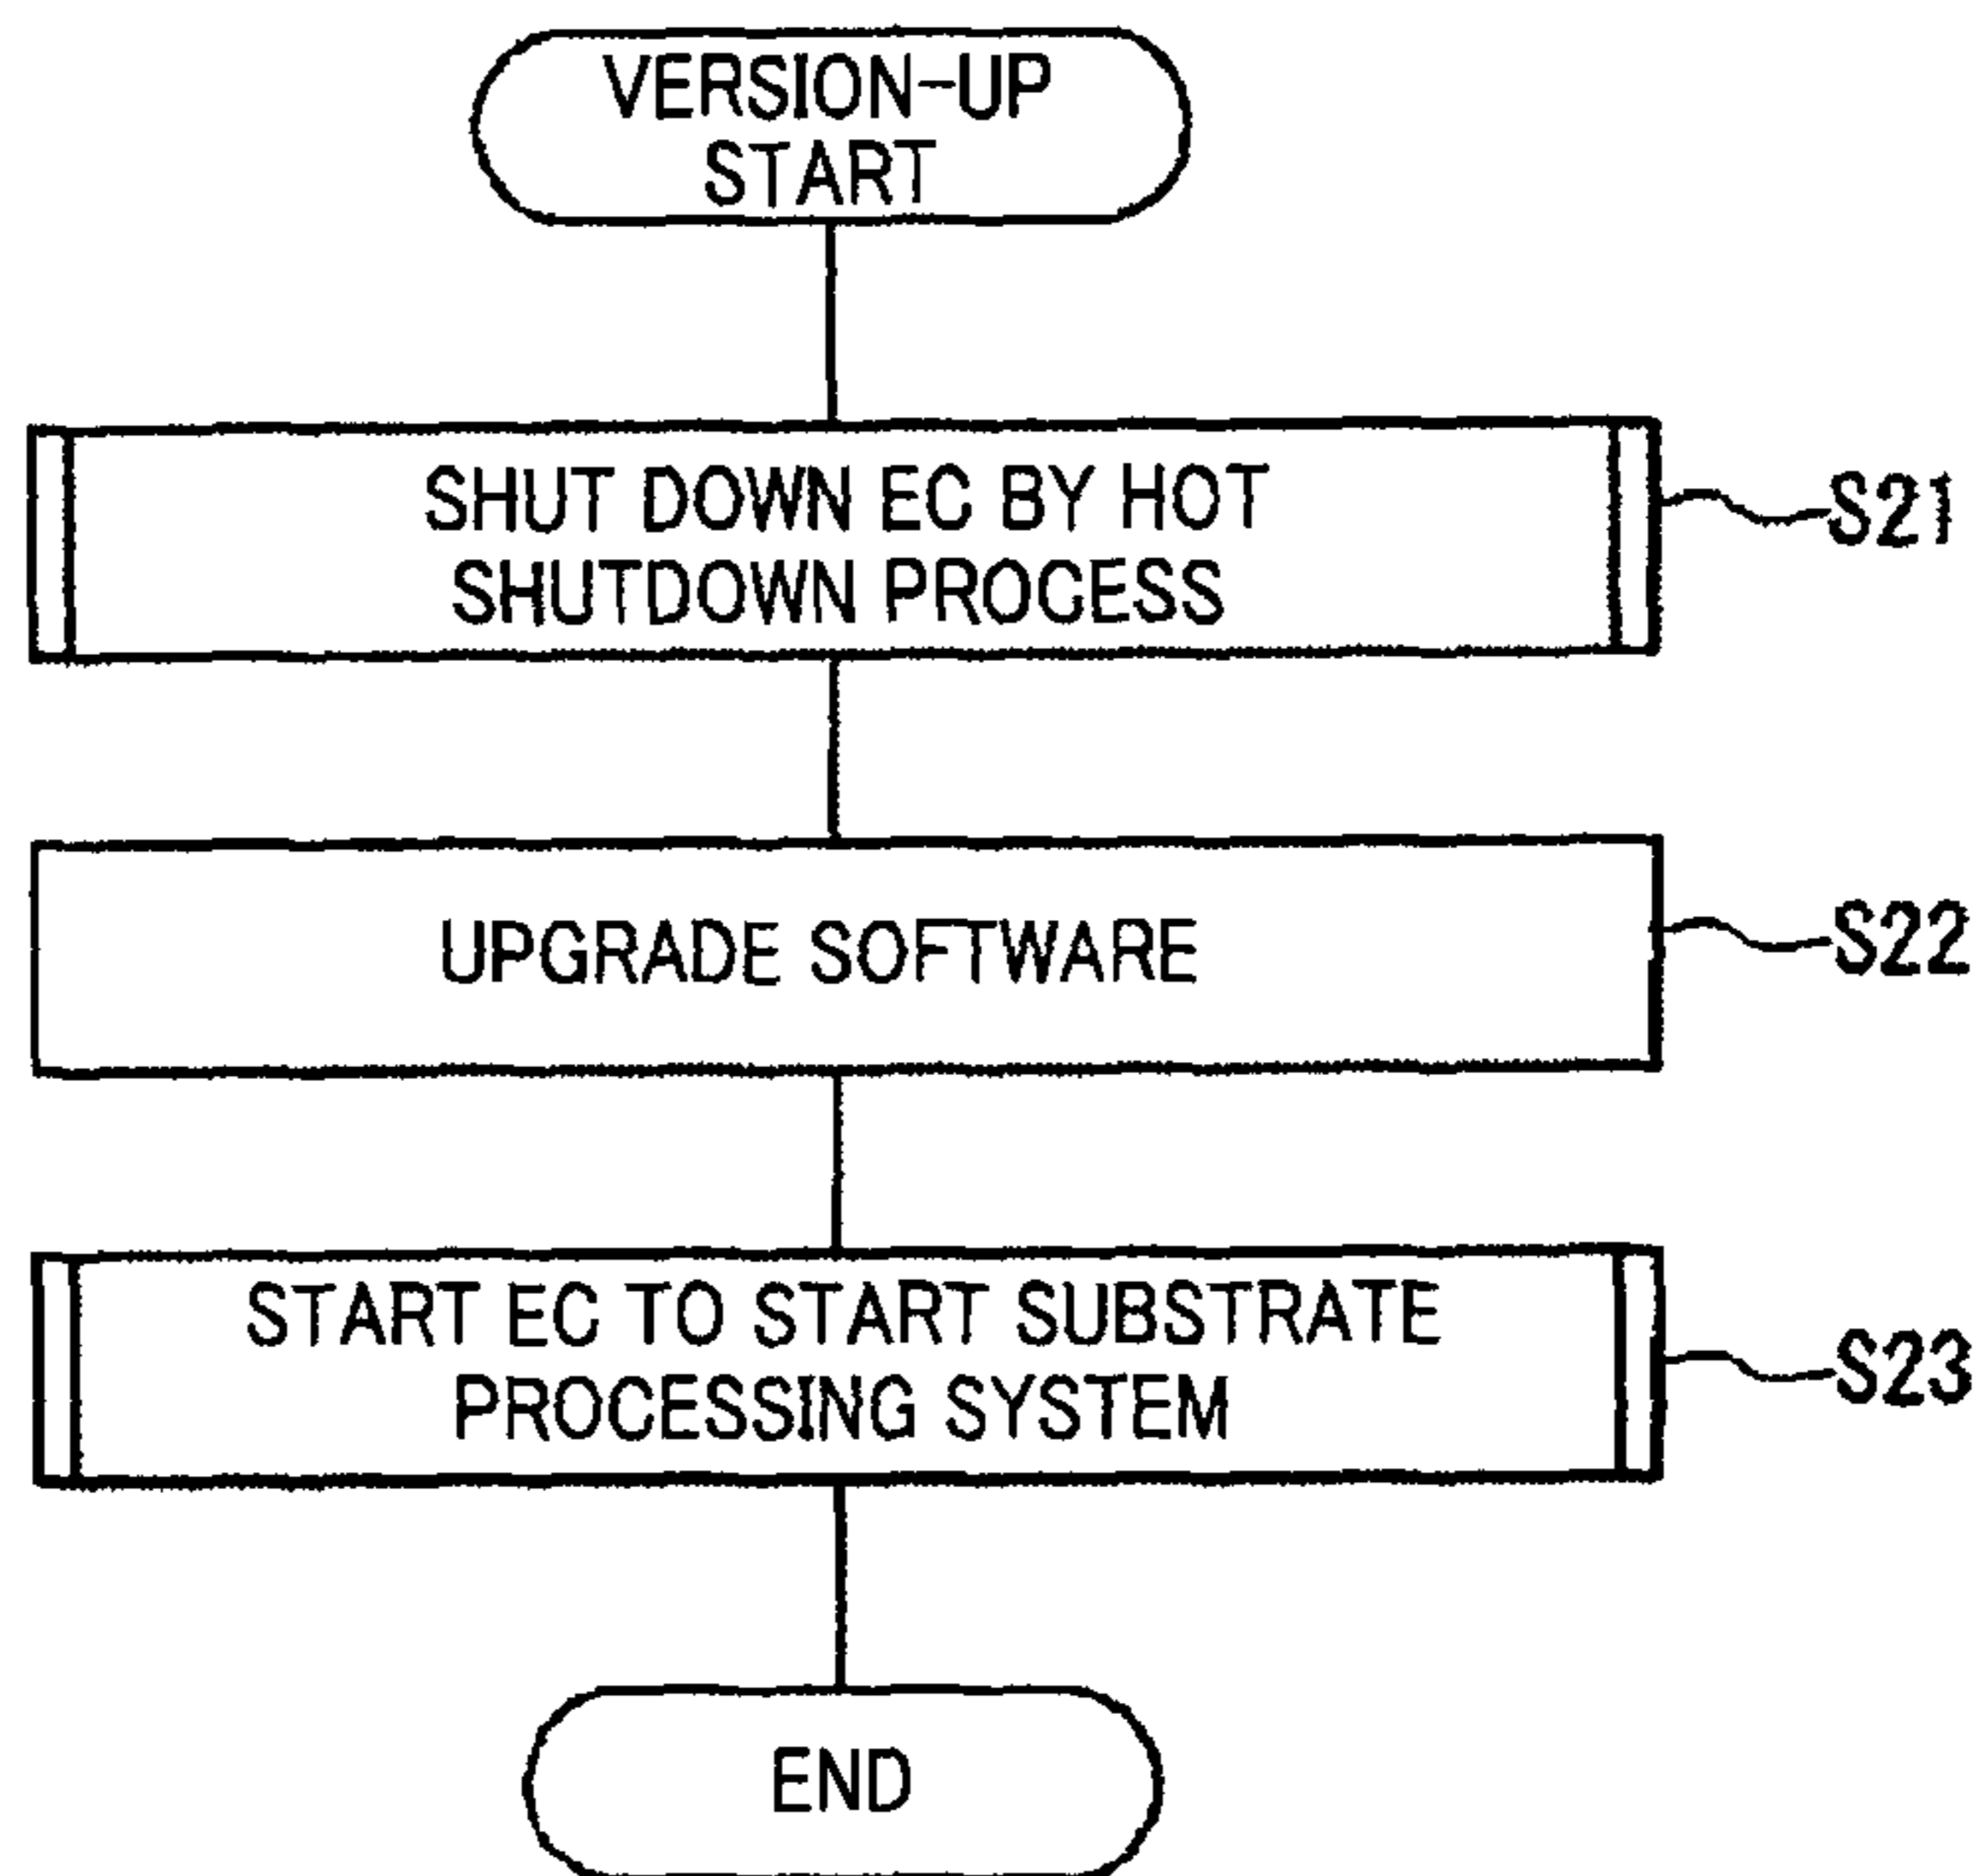 VERSION-UP
START
SHUT DOWN EC BY HOT
SHUTDOWN PROCESS
S21
UPGRADE SOFTWARE
S22
START EC TO START SUBSTRATE
PROCESSING SYSTEM
S23
END